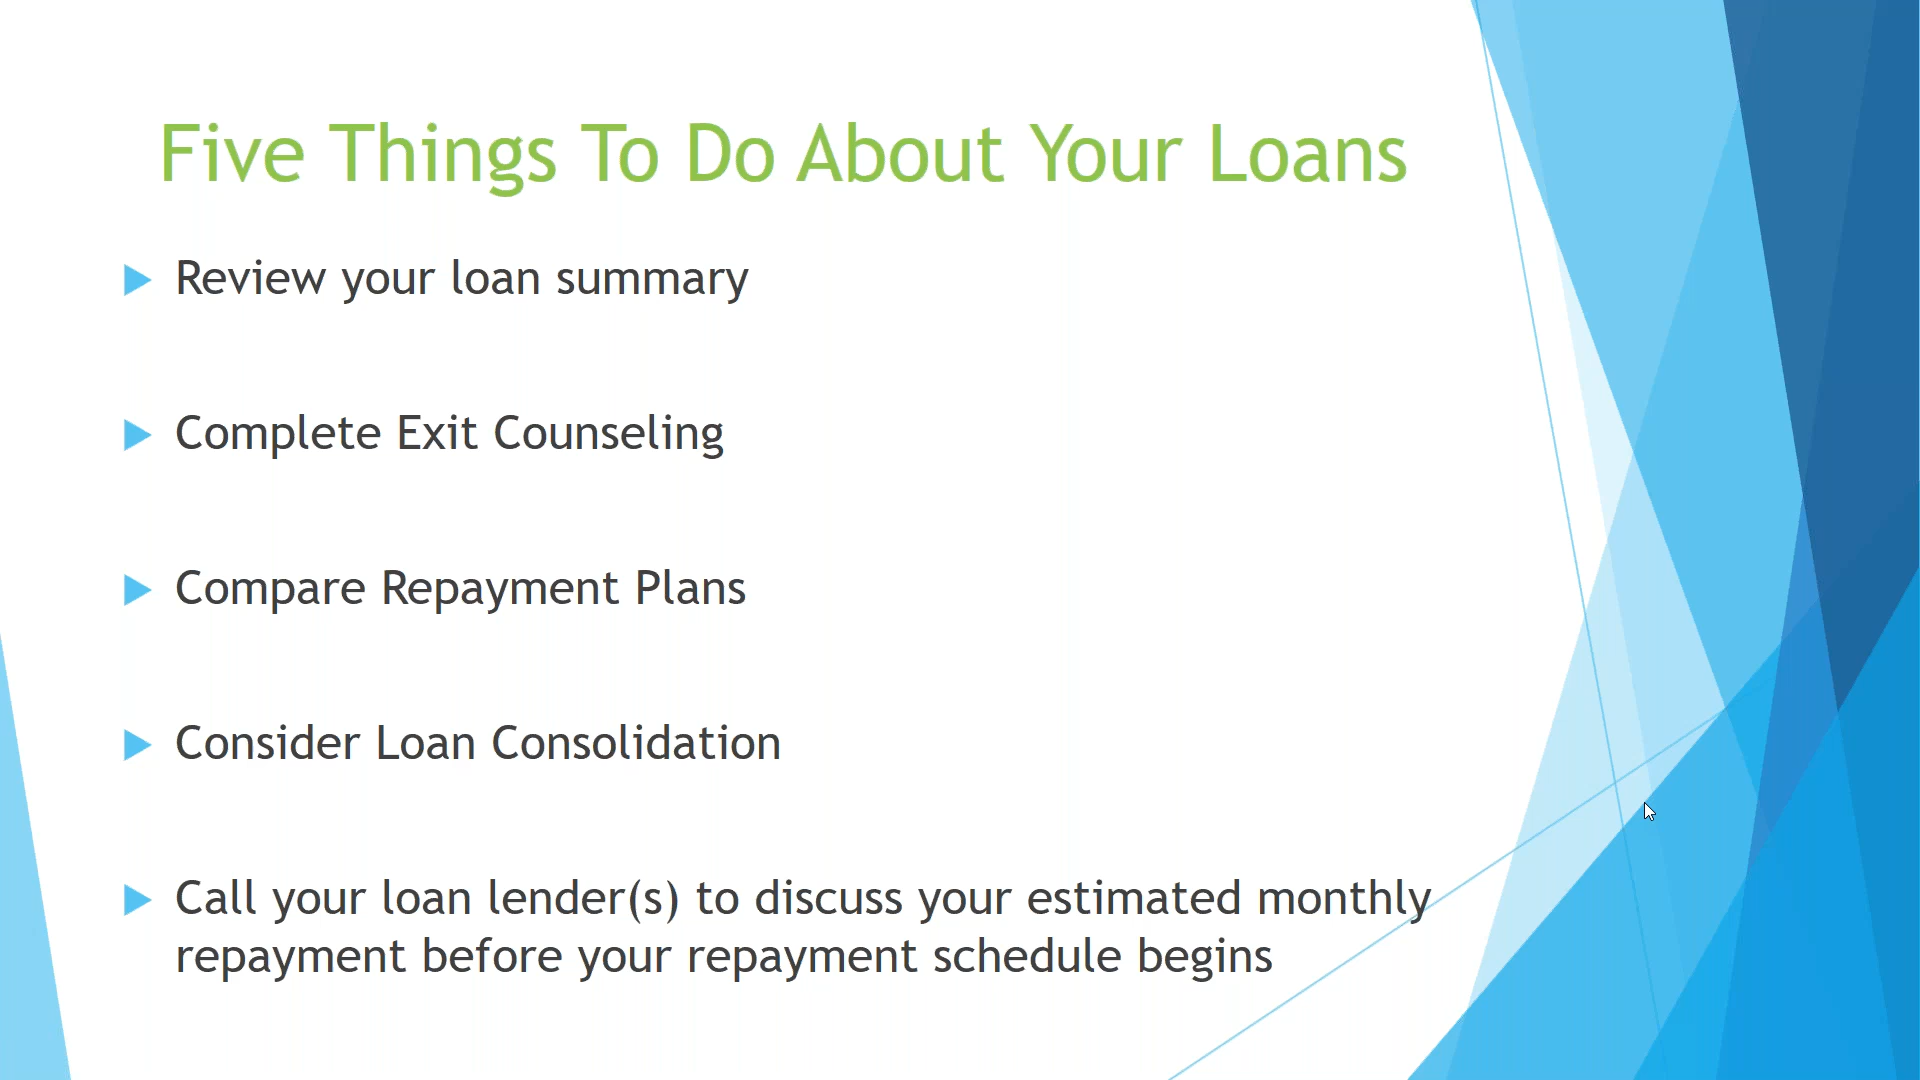 Five Things To Do About Your Loans
Review your loan summary
Complete Exit Counseling
Compare Repayment Plans
Consider Loan Consolidation
Call your loan lender(s) to discuss your estimated monthly
repayment before your repayment schedule begins